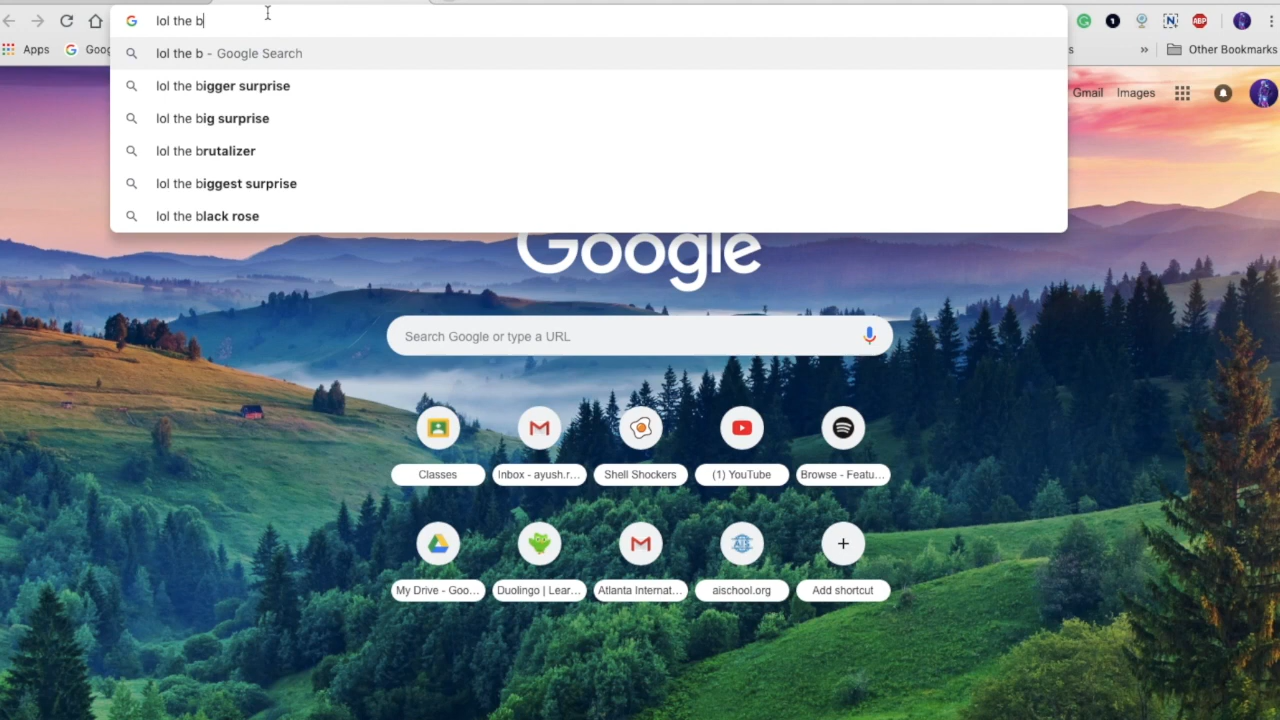 lol the b
Apps
Goog
s
»
Other Bookmarks
ABP
lol the b - Google Search
lol the bigger surprise
lol the big surprise
lol the brutalizer
lol the biggest surprise
lol the black rose
Gmail
Images
Google
Search Google or type a URL
Classes
Inbox - ayush.r...
Shell Shockers
(1) YouTube
Browse - Featu...
My Drive - Goo...
Duolingo | Lear...
Atlanta Internat...
aischool.org
Add shortcut